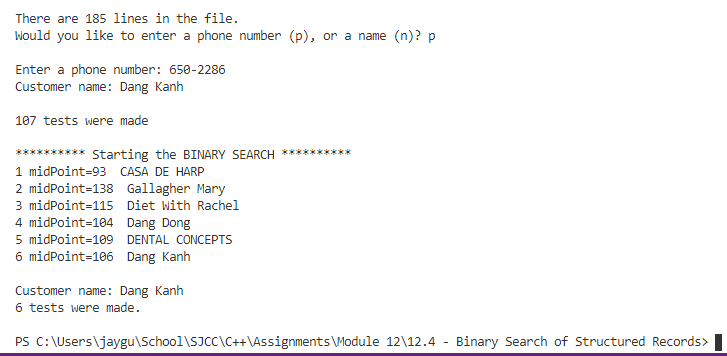 There are 185 lines in the file.
Would you like to enter a phone number (p), or a name (n)? p
Enter a phone number: 650-2286
Customer name: Dang Kanh
107 tests were made
********** Starting the BINARY SEARCH **********
1 midPoint=93  CASA DE HARP
2 midPoint=138  Gallagher Mary
3 midPoint=115  Diet With Rachel
4 midPoint=104  Dang Dong
5 midPoint=109  DENTAL CONCEPTS
6 midPoint=106  Dang Kanh
Customer name: Dang Kanh
6 tests were made.
PS C:\Users\jaygu\School\SJCC\C++\Assignments\Module 12\12.4 - Binary Search of Structured Records>